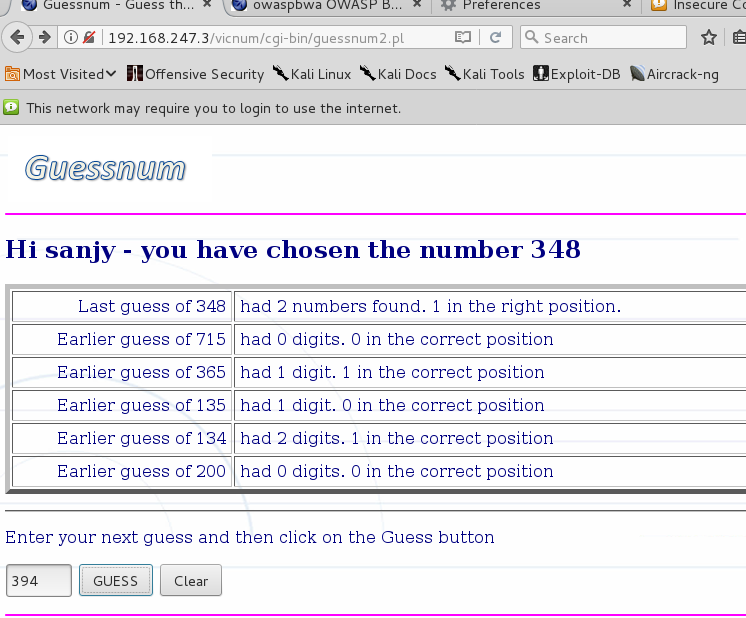 Guessnum - Guess th... × owaspbwa OWASP B... × Preferences × Insecure Co
192.168.247.3/vicnum/cgi-bin/guessnum2.pl Search
Most Visited Offensive Security Kali Linux Kali Docs Kali Tools Exploit-DB Aircrack-ng
This network may require you to login to use the internet.
Guessnum
Hi sanjy - you have chosen the number 348
Last guess of 348 had 2 numbers found. 1 in the right position.
Earlier guess of 715 had 0 digits. 0 in the correct position
Earlier guess of 365 had 1 digit. 1 in the correct position
Earlier guess of 135 had 1 digit. 0 in the correct position
Earlier guess of 134 had 2 digits. 1 in the correct position
Earlier guess of 200 had 0 digits. 0 in the correct position
Enter your next guess and then click on the Guess button
394 GUESS Clear